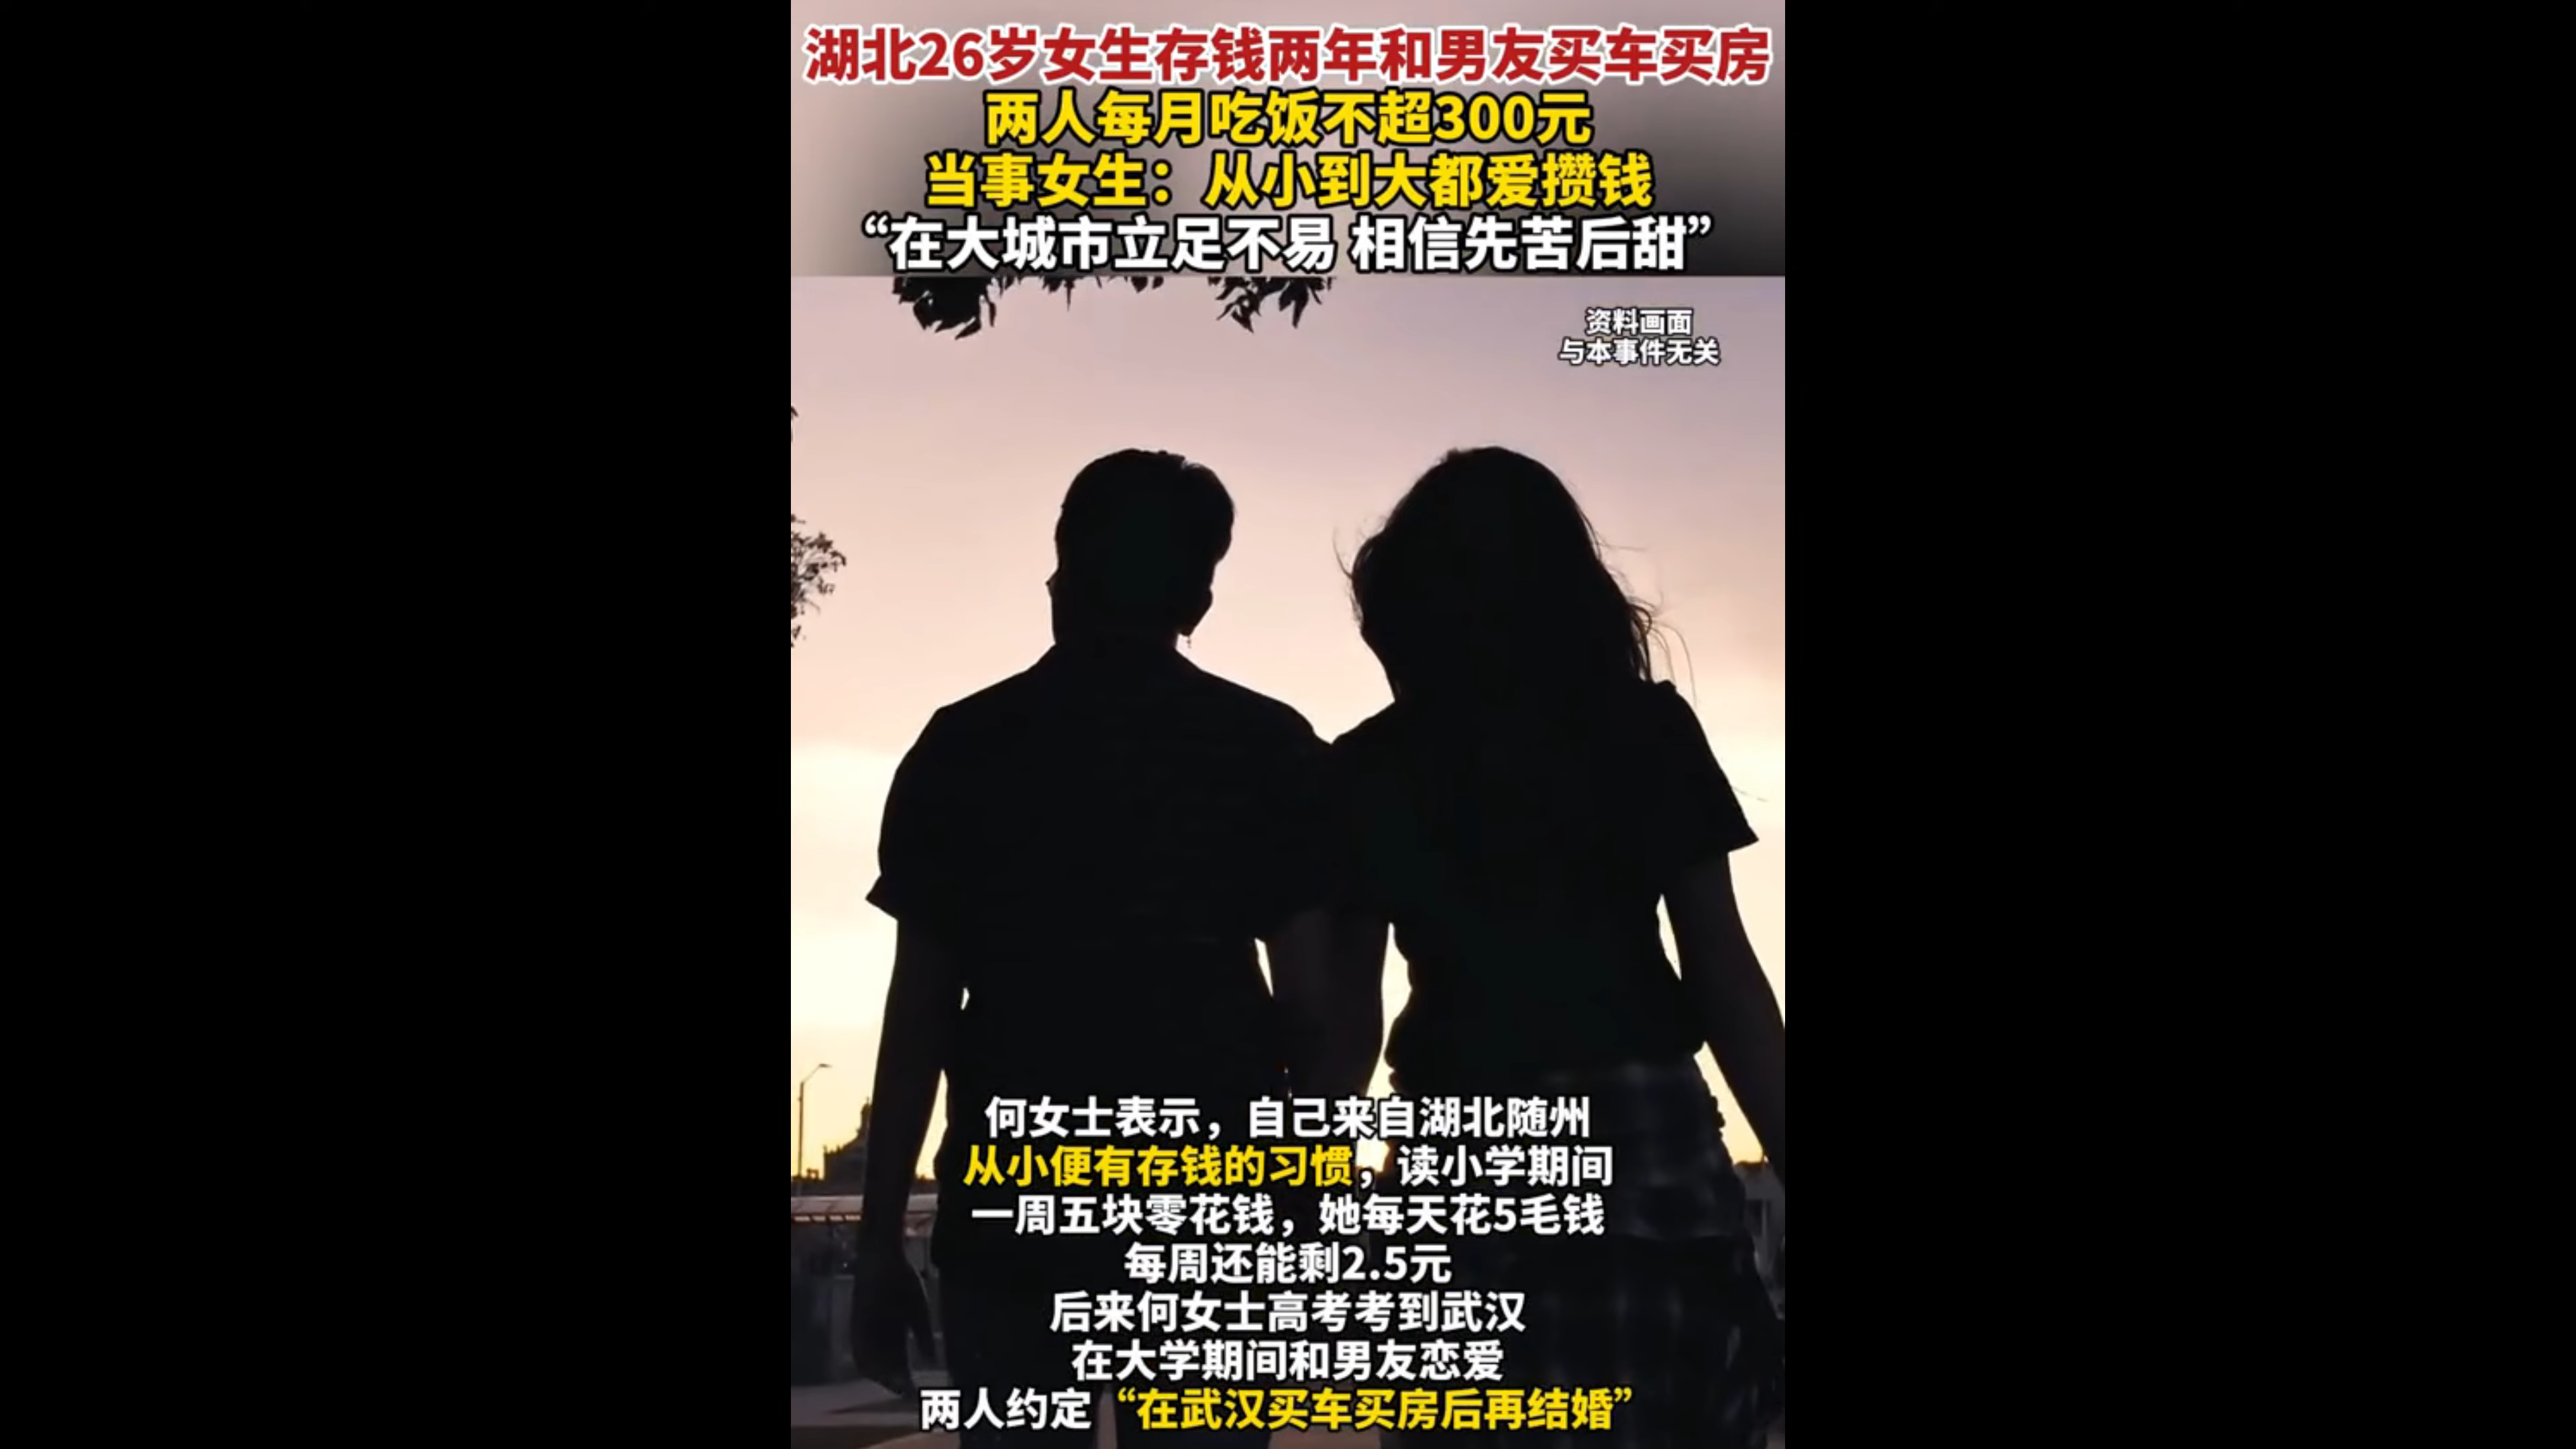 湖北26岁女生存钱两年和男友买车买房
两人每月吃饭不超300元
当事女生：从小到大都爱攒钱
“在大城市立足不易 相信先苦后甜”
资料画面
与本事件无关
何女士表示，自己来自湖北随州
从小便有存钱的习惯，读小学期间
一周五块零花钱，她每天花5毛钱
每周还能剩2.5元
后来何女士高考考到武汉
在大学期间和男友恋爱
两人约定“在武汉买车买房后再结婚”